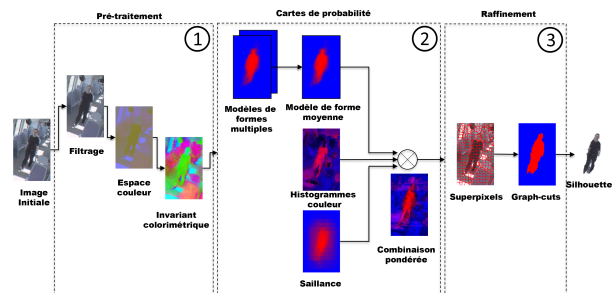 Pré-traitement
Cartes de probabilité
Raffinement
1
2
3
Image
Initiale
Filtrage
Espace
couleur
Invariant
colorimétrique
Modèles de
formes
multiples
Modèle de forme
moyenne
Histogrammes
couleur
Saillance
Combinaison
pondérée
Superpixels
Graph-cuts
Silhouette